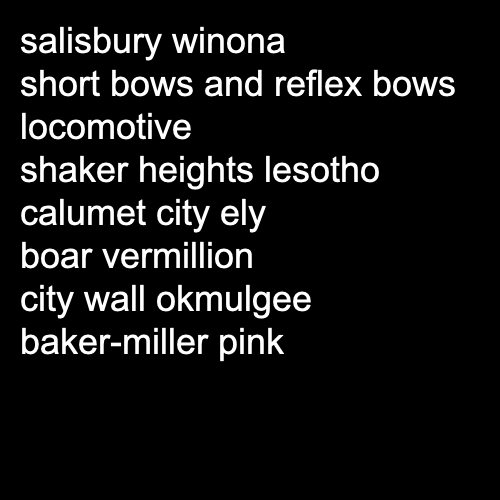 salisbury winona
short bows and reflex bows
locomotive
shaker heights lesotho
calumet city ely
boar vermillion
city wall okmulgee
baker-miller pink